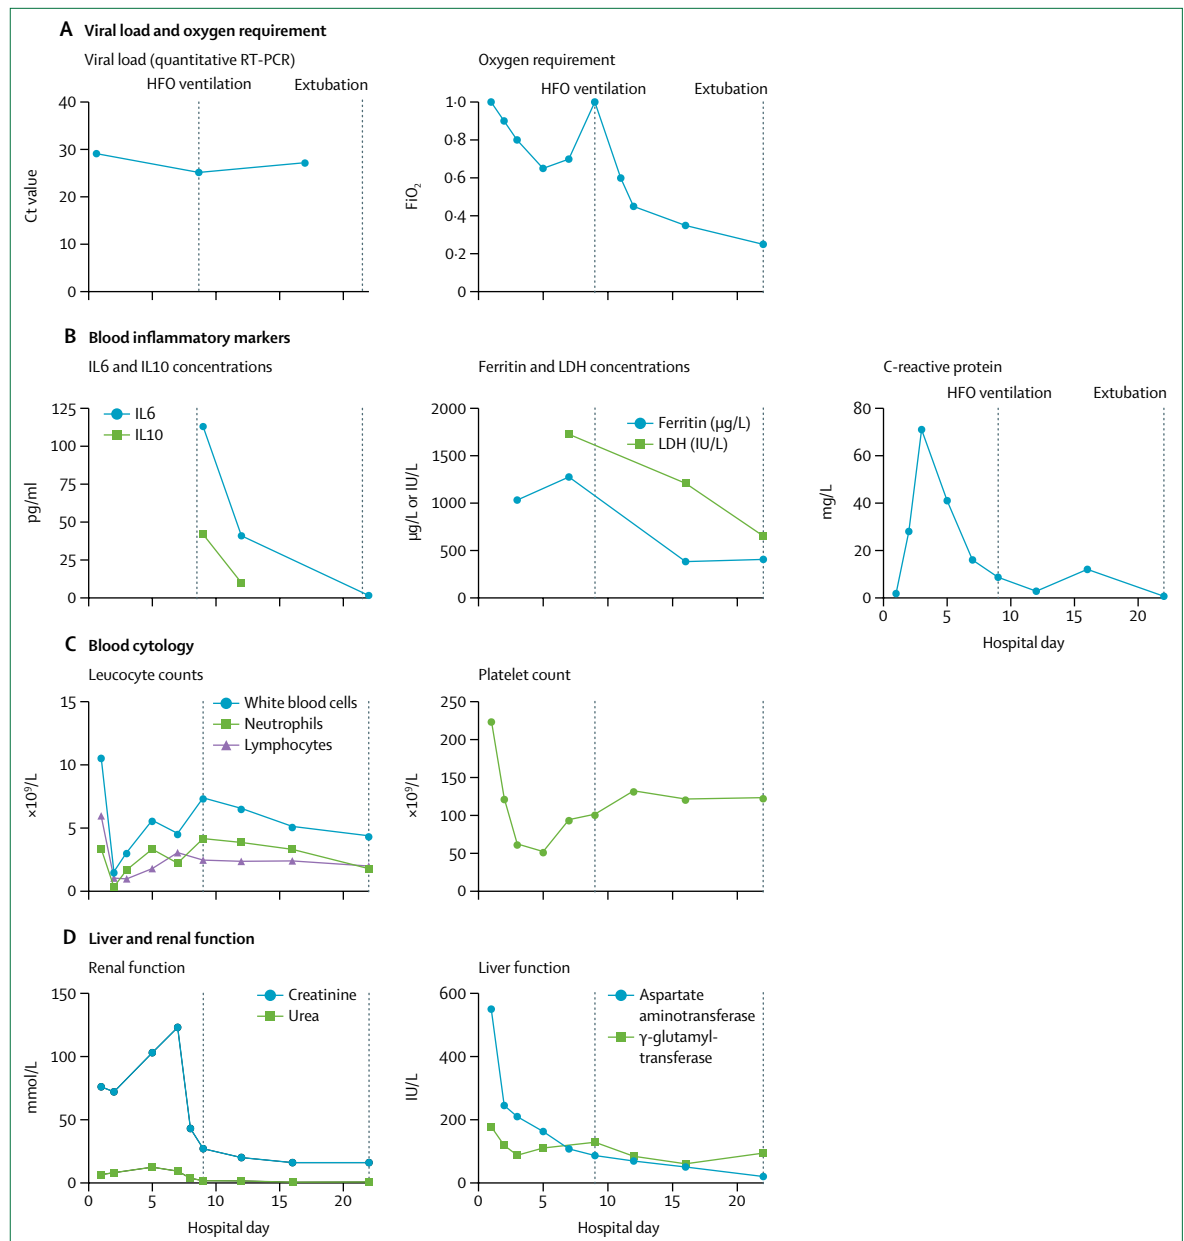 A Viral load and oxygen requirement
Viral load (quantitative RT-PCR)
HFO ventilation
Extubation
40
30
20
10
0
Ct value
Oxygen requirement
HFO ventilation
Extubation
1·0
0·8
0·6
0·4
0·2
0
FiO₂
B Blood inflammatory markers
IL6 and IL10 concentrations
125
100
75
50
25
0
pg/ml
IL6
IL10
Ferritin and LDH concentrations
2000
1500
1000
500
0
µg/L or IU/L
Ferritin (µg/L)
LDH (IU/L)
C-reactive protein
HFO ventilation
Extubation
80
60
40
20
0
mg/L
0 5 10 15 20
Hospital day
C Blood cytology
Leucocyte counts
15
10
5
0
×10⁹/L
White blood cells
Neutrophils
Lymphocytes
Platelet count
250
200
150
100
50
0
×10⁹/L
D Liver and renal function
Renal function
150
100
50
0
mmol/L
Creatinine
Urea
0 5 10 15 20
Hospital day
Liver function
600
400
200
0
IU/L
Aspartate
aminotransferase
γ-glutamyl-
transferase
0 5 10 15 20
Hospital day